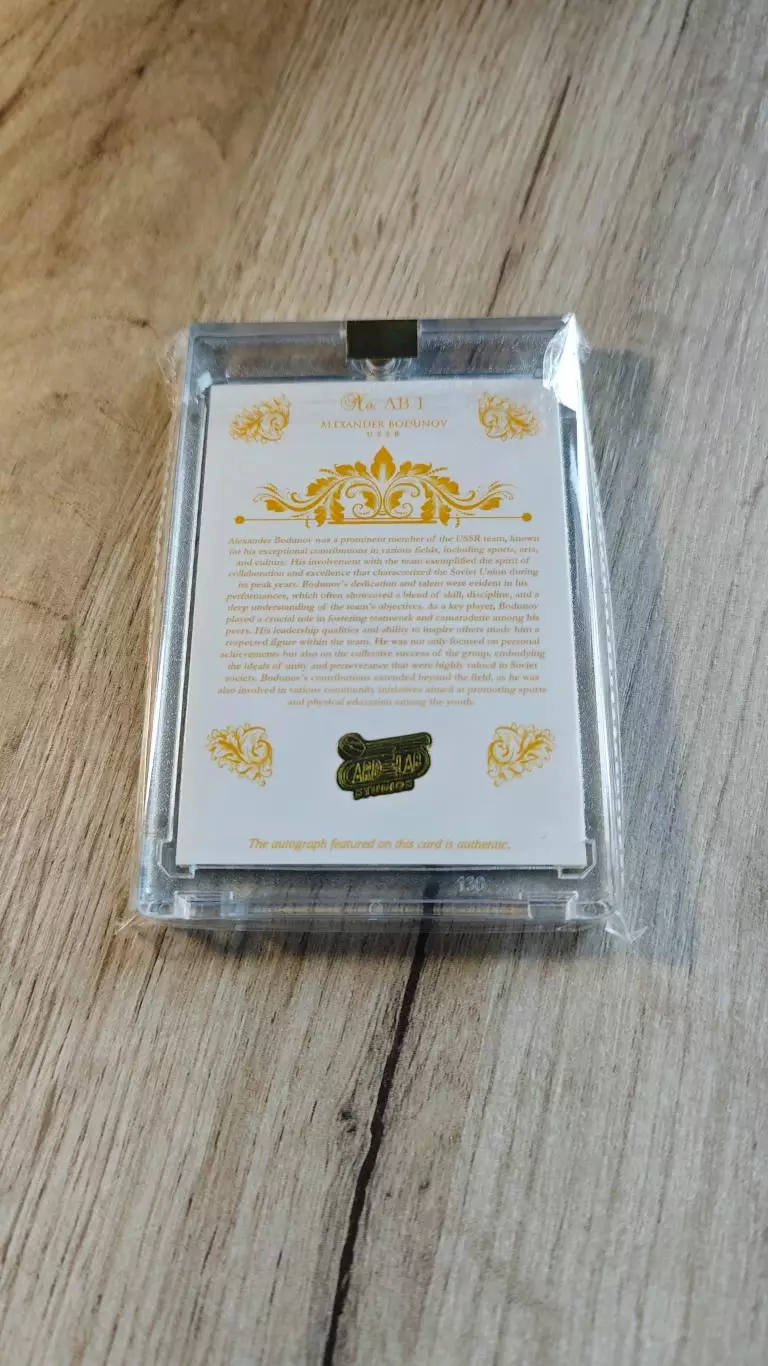 No. AB 1
ALEXANDER BODUNOV
USSR
Alexander Bodunov was a prominent member of the USSR team, known
for his exceptional contributions in various fields, including sports, arts,
and culture. His involvement with the team exemplified the spirit of
collaboration and excellence that characterized the Soviet Union during
its peak years. Bodunov's dedication and talent were evident in his
performances, which often showcased a blend of skill, discipline, and a
deep understanding of the team's objectives. As a key player, Bodunov
played a crucial role in fostering teamwork and camaraderie among his
peers. His leadership qualities and ability to inspire others made him a
respected figure within the team. He was not only focused on personal
achievements but also on the collective success of the group, embodying
the ideals of unity and perseverance that were highly valued in Soviet
society. Bodunov's contributions extended beyond the field, as he was
also involved in various community initiatives aimed at promoting sports
and physical education among the youth.
CARD LAB
STUDIOS
The autograph featured on this card is authentic.
130